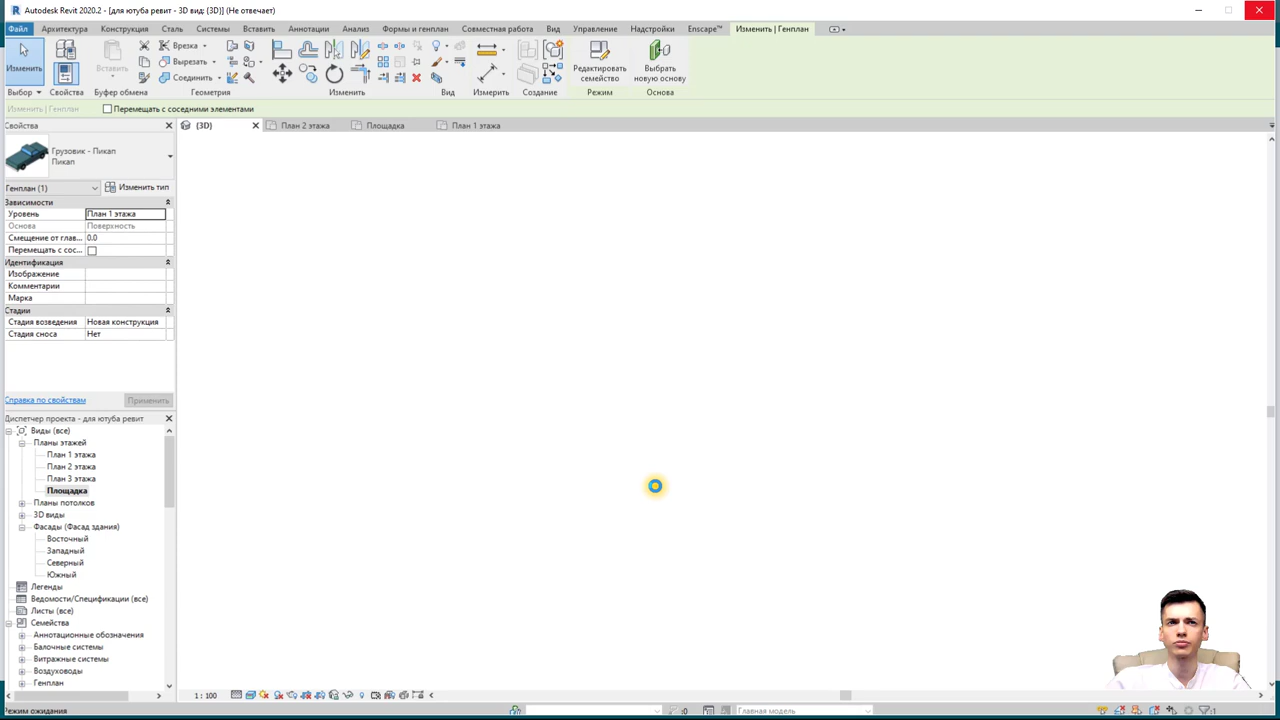 Autodesk Revit 2020.2 - [для ютуба ревит - 3D вид: {3D}] (Не отвечает)
Файл Архитектура Конструкция Сталь Системы Вставить Аннотации Анализ Формы и генплан Совместная работа Вид Управление Надстройки Enscape™ Изменить | Генплан
Изменить
Вставить
Врезка
Вырезать
Соединить
Редактировать
семейство
Выбрать
новую основу
Выбор Свойства Буфер обмена Геометрия Изменить Вид Измерить Создание Режим Основа
Изменить | Генплан Перемещать с соседними элементами
Свойства
{3D} План 2 этажа Площадка План 1 этажа
Грузовик - Пикап
Пикап
Генплан (1) Изменить тип
Зависимости
Уровень План 1 этажа
Основа Поверхность
Смещение от глав... 0.0
Перемещать с сос...
Идентификация
Изображение
Комментарии
Марка
Стадии
Стадия возведения Новая конструкция
Стадия сноса Нет
Справка по свойствам Применить
Диспетчер проекта - для ютуба ревит
Виды (все)
Планы этажей
План 1 этажа
План 2 этажа
План 3 этажа
Площадка
Планы потолков
3D виды
Фасады (Фасад здания)
Восточный
Западный
Северный
Южный
Легенды
Ведомости/Спецификации (все)
Листы (все)
Семейства
Аннотационные обозначения
Балочные системы
Витражные системы
Воздуховоды
Генплан
1 : 100
Режим ожидания :0 Главная модель :1